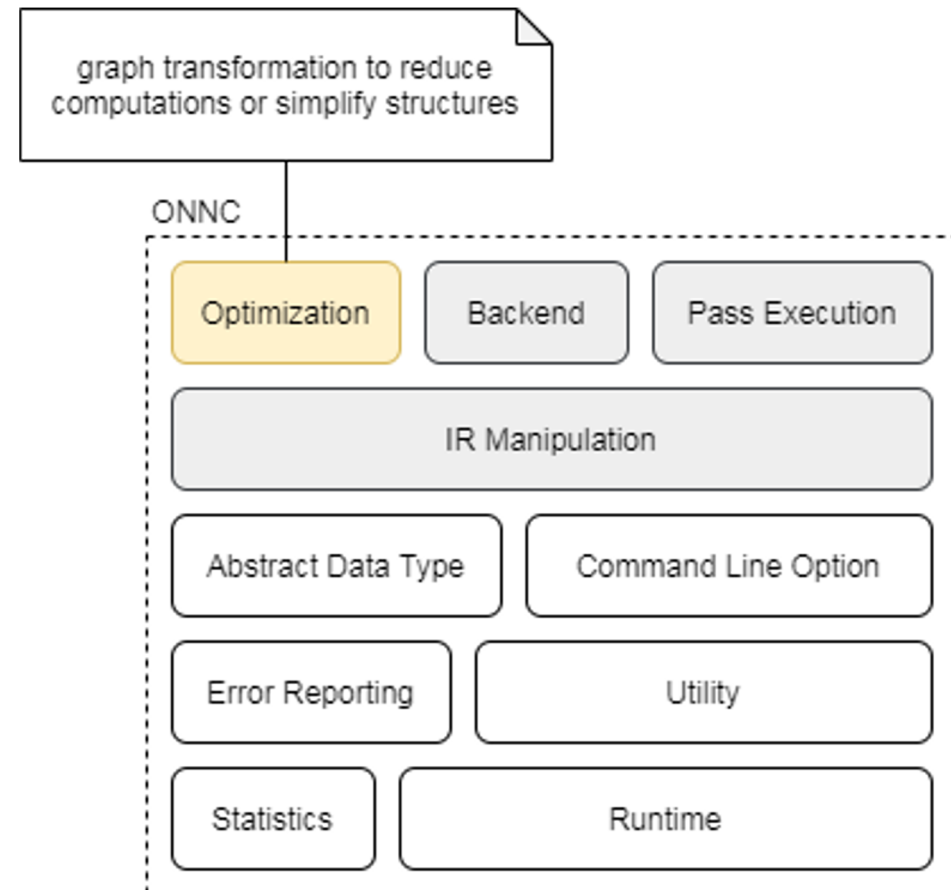 graph transformation to reduce
computations or simplify structures
ONNC
Optimization
Backend
Pass Execution
IR Manipulation
Abstract Data Type
Command Line Option
Error Reporting
Utility
Statistics
Runtime